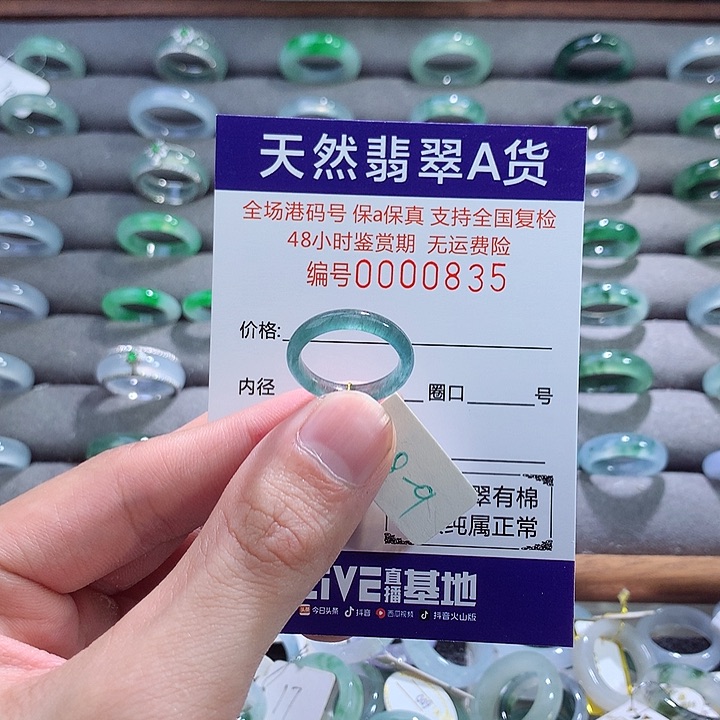 天然翡翠A货
全场港码号 保a保真 支持全国复检
48小时鉴赏期 无运费险
编号0000835
价格:
内径 圈口 号
翠有棉
纯属正常
LIVE直播基地
今日头条 抖音 西瓜视频 抖音火山版
17